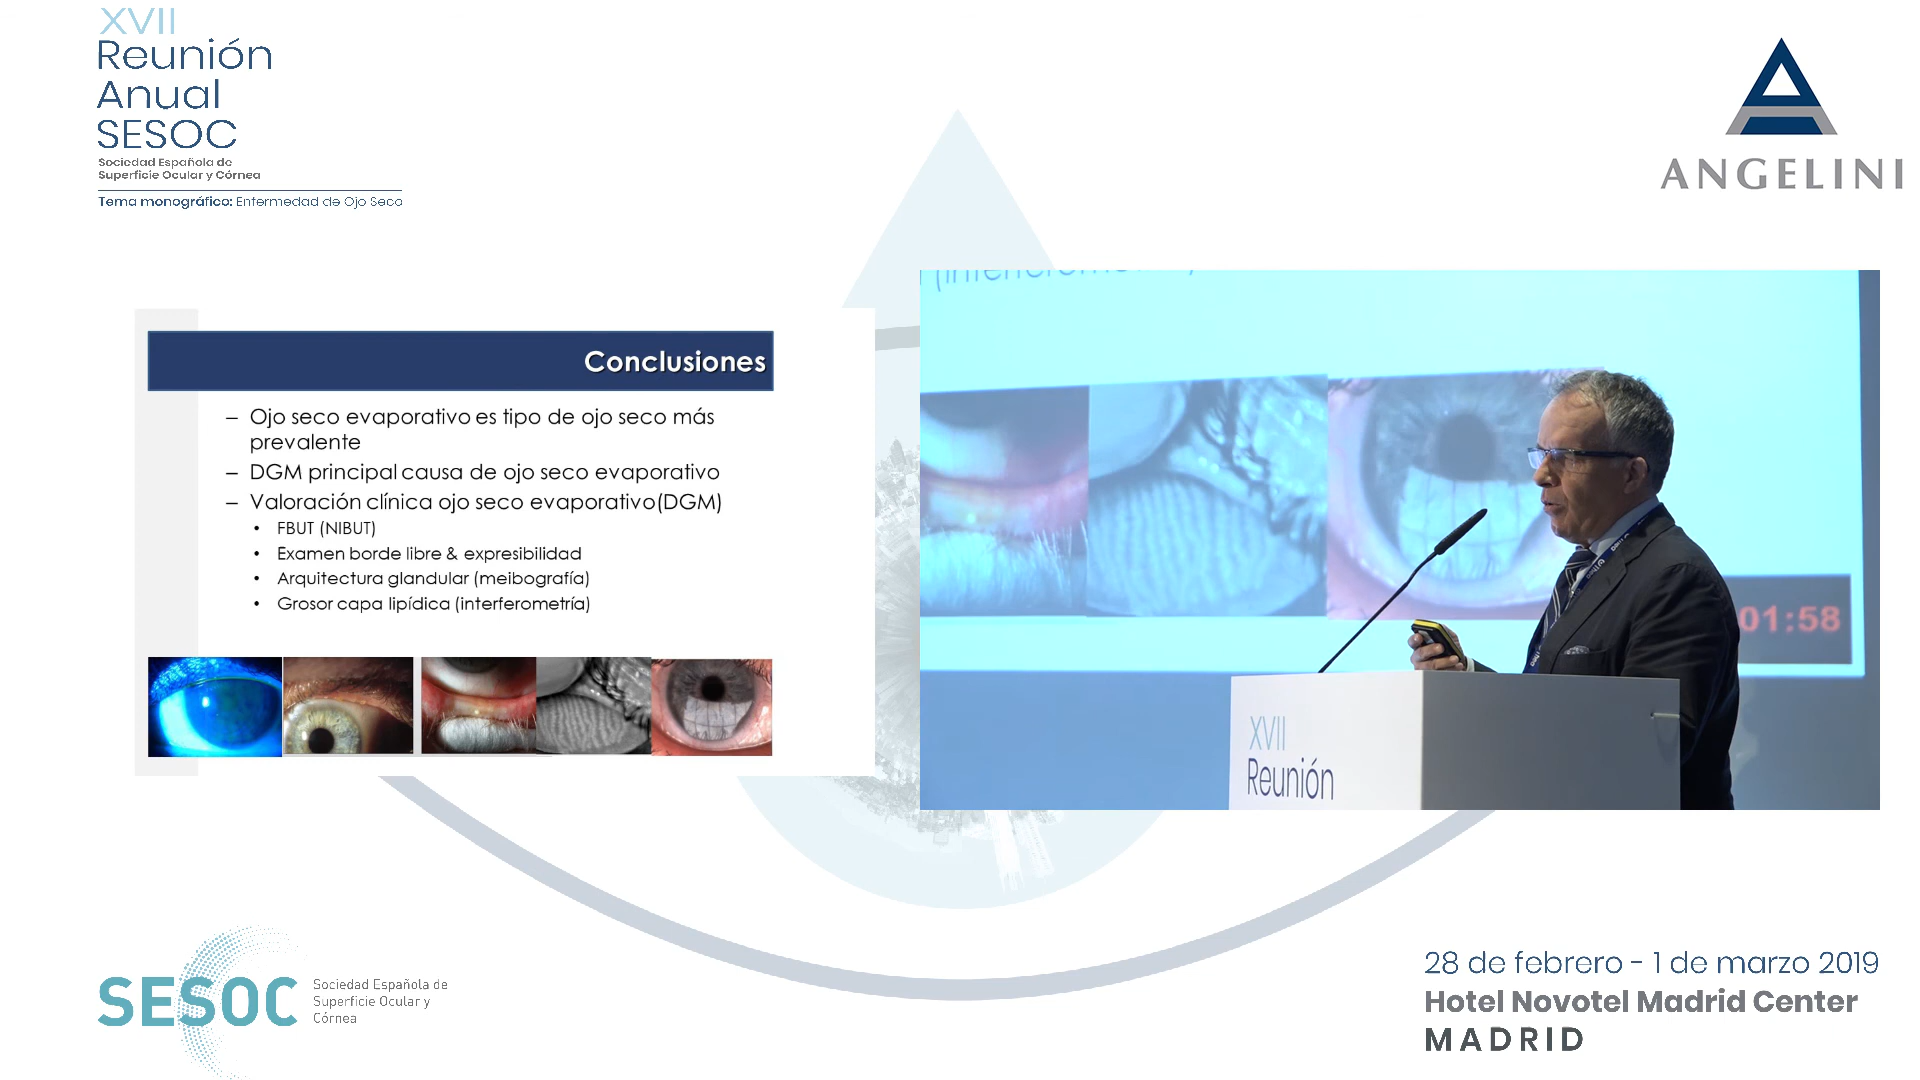 XVII
Reunión
Anual
SESOC
Sociedad Española de
Superficie Ocular y Córnea
Tema monográfico: Enfermedad de Ojo Seco
ANGELINI
Conclusiones
– Ojo seco evaporativo es tipo de ojo seco más
prevalente
– DGM principal causa de ojo seco evaporativo
– Valoración clínica ojo seco evaporativo(DGM)
• FBUT (NIBUT)
• Examen borde libre & expresibilidad
• Arquitectura glandular (meibografía)
• Grosor capa lipídica (interferometría)
01:58
XVII
Reunión
SESOC
Sociedad Española de
Superficie Ocular y
Córnea
28 de febrero - 1 de marzo 2019
Hotel Novotel Madrid Center
MADRID